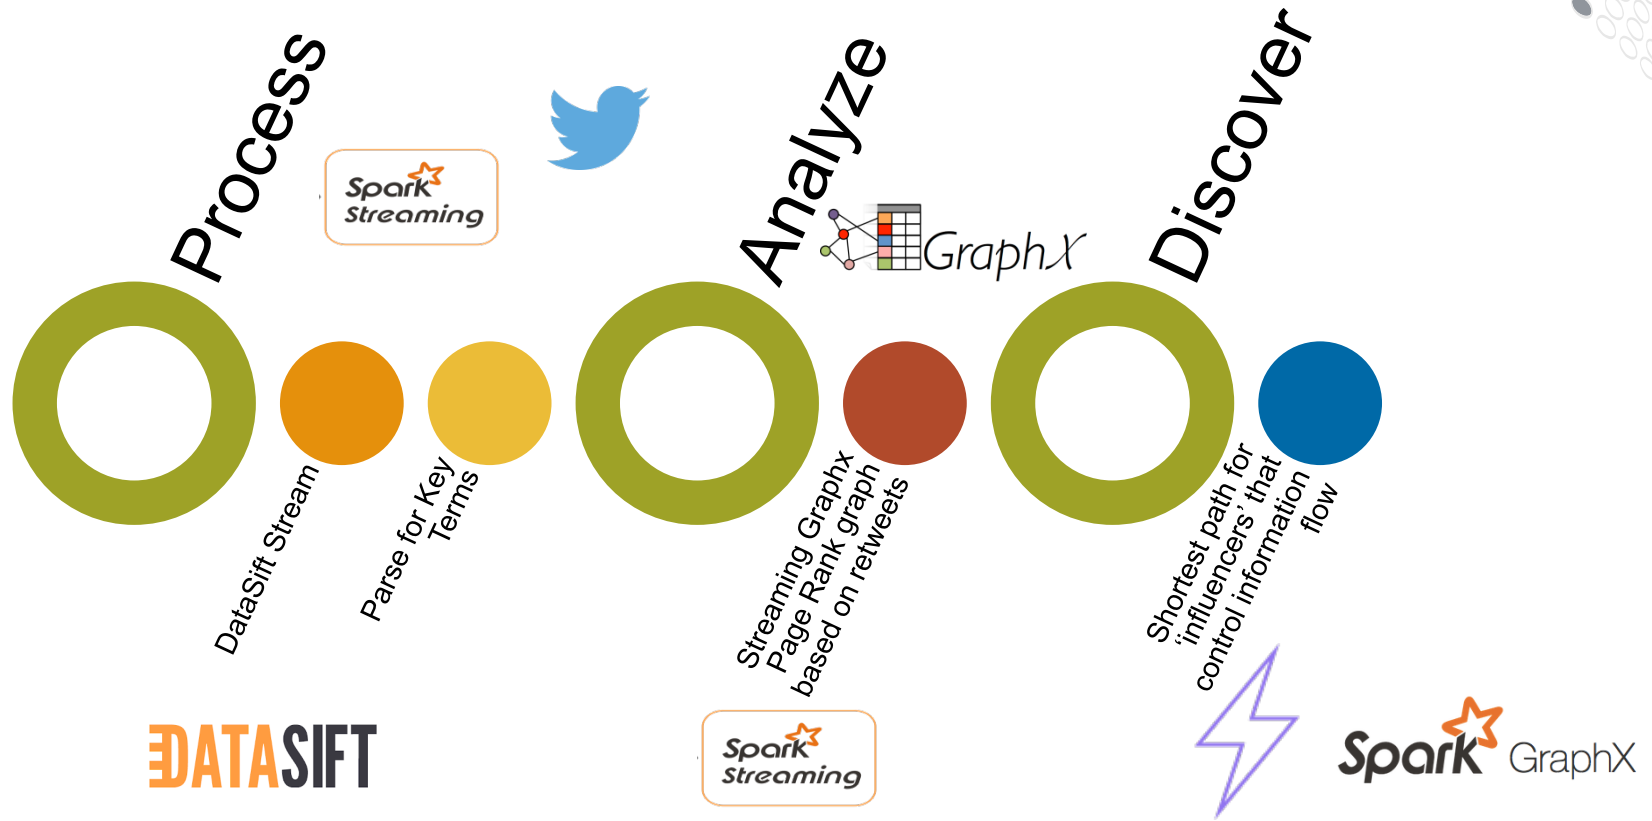 Process
Spark
Streaming
Analyze
GraphX
Discover
DataSift Stream
Parse for Key
Terms
Streaming Graphx
Page Rank graph
based on retweets
Shortest path for
‘influencers’ that
control information
flow
DATASIFT
Spark
Streaming
Spark GraphX